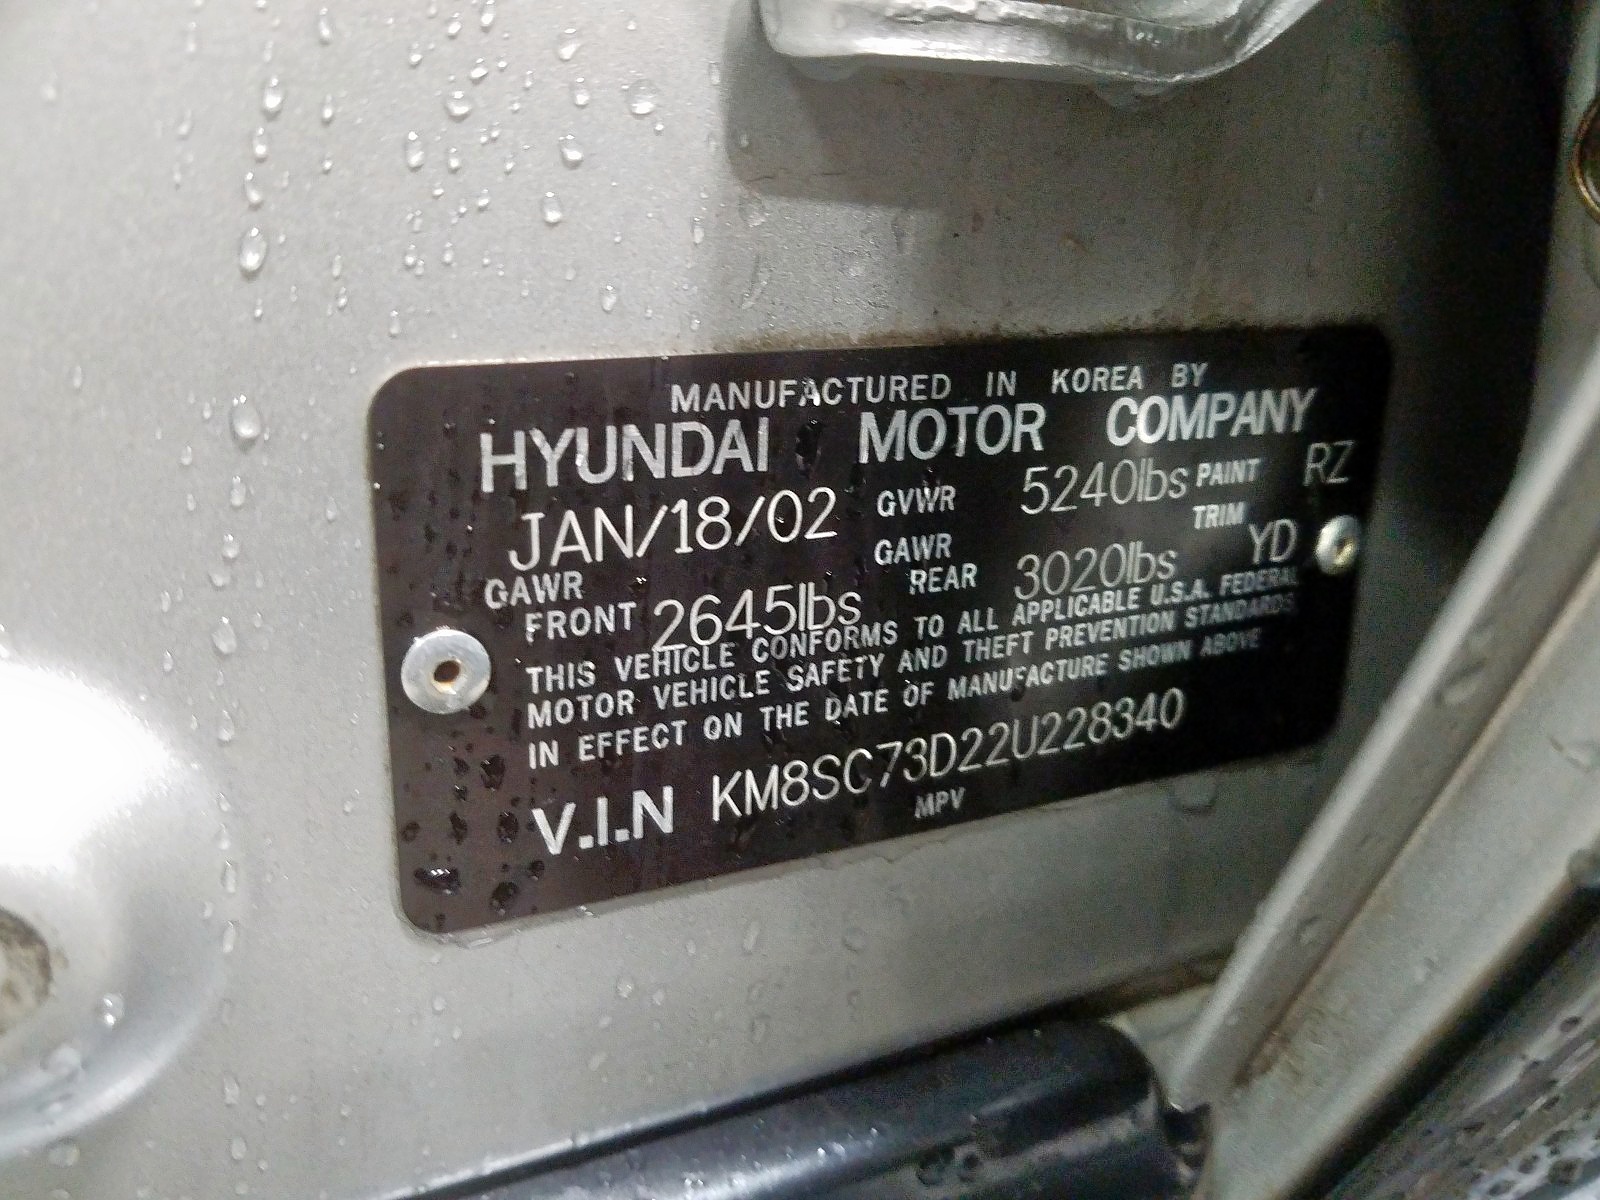 MANUFACTURED IN KOREA BY
HYUNDAI MOTOR COMPANY
JAN/18/02 GVWR 5240lbs PAINT RZ
TRIM YD
GAWR FRONT 2645lbs GAWR REAR 3020lbs
THIS VEHICLE CONFORMS TO ALL APPLICABLE U.S.A. FEDERAL
MOTOR VEHICLE SAFETY AND THEFT PREVENTION STANDARDS
IN EFFECT ON THE DATE OF MANUFACTURE SHOWN ABOVE
V.I.N KM8SC73D22U228340
MPV